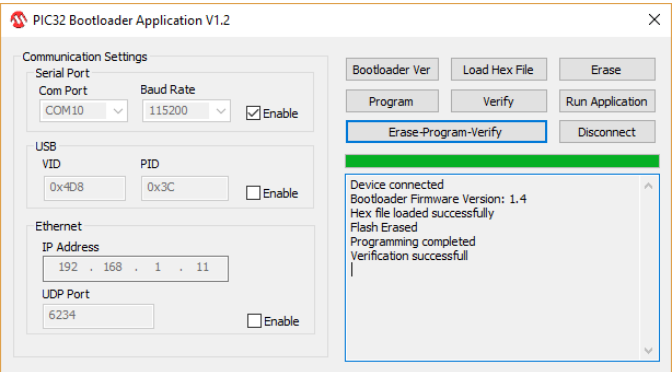 PIC32 Bootloader Application V1.2
Communication Settings
Serial Port
Com Port Baud Rate
COM10 115200 Enable
USB
VID PID
0x4D8 0x3C Enable
Ethernet
IP Address
192 . 168 . 1 . 11
UDP Port
6234 Enable
Bootloader Ver Load Hex File Erase
Program Verify Run Application
Erase-Program-Verify Disconnect
Device connected
Bootloader Firmware Version: 1.4
Hex file loaded successfully
Flash Erased
Programming completed
Verification successfull